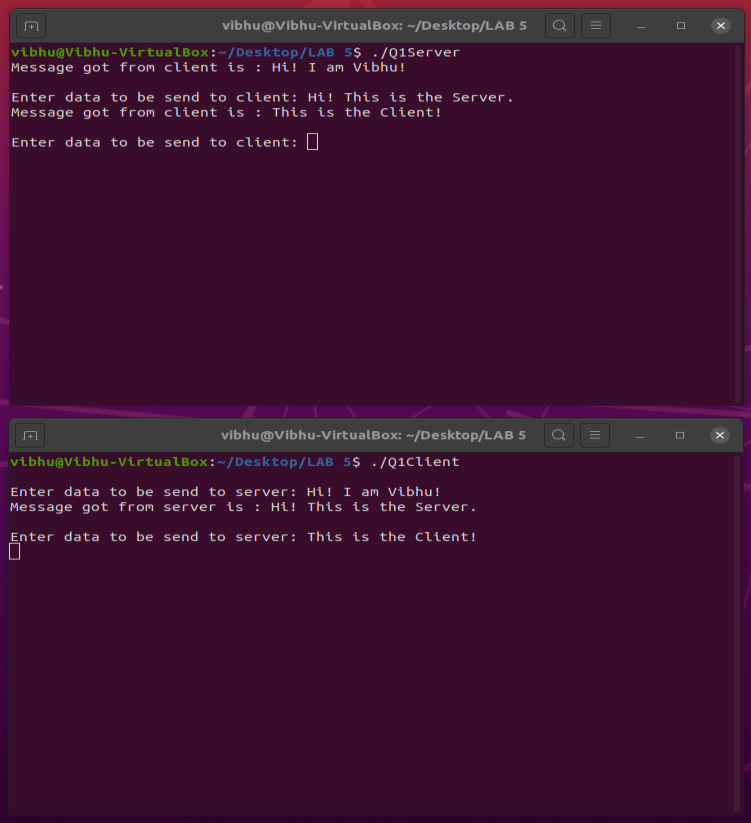 vibhu@Vibhu-VirtualBox: ~/Desktop/LAB 5
vibhu@Vibhu-VirtualBox:~/Desktop/LAB 5$ ./Q1Server
Message got from client is : Hi! I am Vibhu!
Enter data to be send to client: Hi! This is the Server.
Message got from client is : This is the Client!
Enter data to be send to client:
vibhu@Vibhu-VirtualBox: ~/Desktop/LAB 5
vibhu@Vibhu-VirtualBox:~/Desktop/LAB 5$ ./Q1Client
Enter data to be send to server: Hi! I am Vibhu!
Message got from server is : Hi! This is the Server.
Enter data to be send to server: This is the Client!